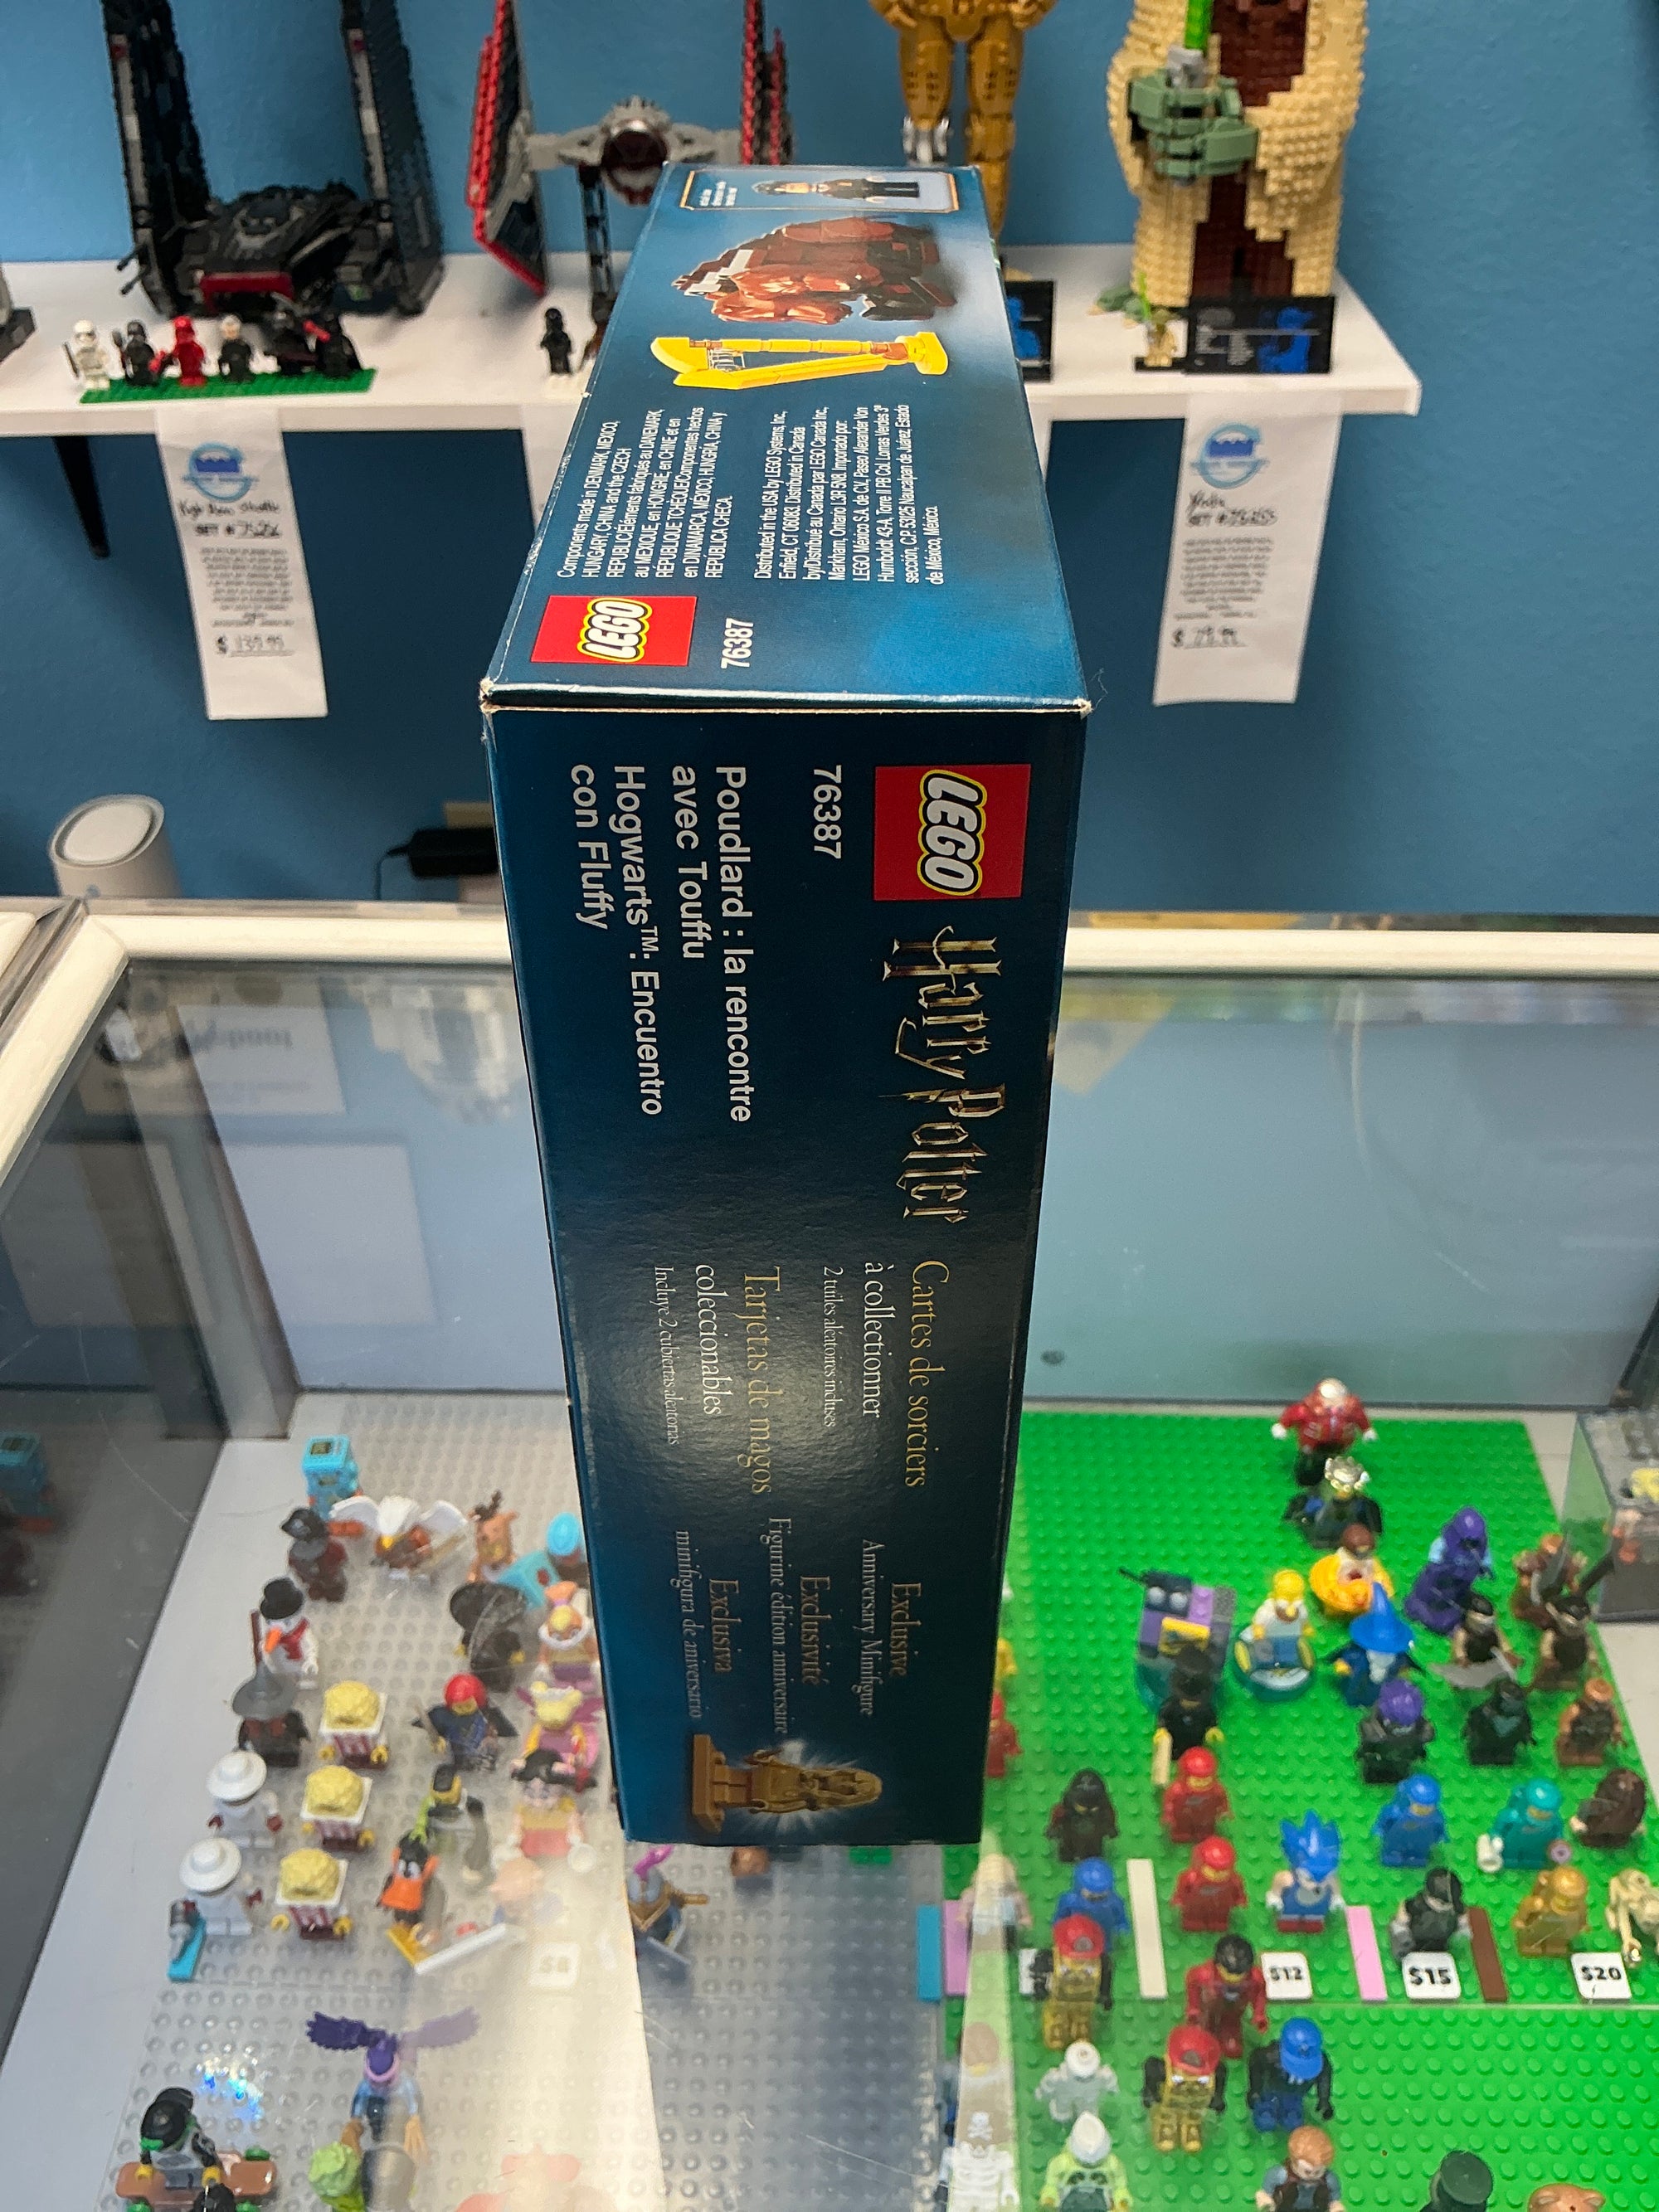 Components made in DENMARK, MEXICO,
HUNGARY, CHINA and the CZECH
REPUBLIC/Éléments fabriqués au DANEMARK,
au MEXIQUE, en HONGRIE, en CHINE et en
RÉPUBLIQUE TCHÈQUE/Componentes hechos
en DINAMARCA, MÉXICO, HUNGRÍA, CHINA y
REPÚBLICA CHECA
Distributed in the USA by LEGO Systems, Inc.,
Enfield, CT 06083. Distributed in Canada
by/Distribué au Canada par LEGO Canada Inc.,
Markham, Ontario L3R 5N8. Importado por:
LEGO México S.A. de C.V., Paseo Alexander Von
Humboldt 43-A, Torre II PB Col. Lomas Verdes 3ª
sección, C.P. 53125 Naucalpan de Juárez, Estado
de México, México.
LEGO
76387
LEGO
Harry Potter
76387
Poudlard : la rencontre
avec Touffu
Hogwarts™: Encuentro
con Fluffy
Cartes de sorciers
à collectionner
2 tuiles aléatoires incluses
Tarjetas de magos
coleccionables
Incluye 2 cubiertas aleatorias
Exclusive
Anniversary Minifigure
Exclusivité
Figurine édition anniversaire
Exclusiva
minifigura de aniversario
Yoda
$12
$15
$20